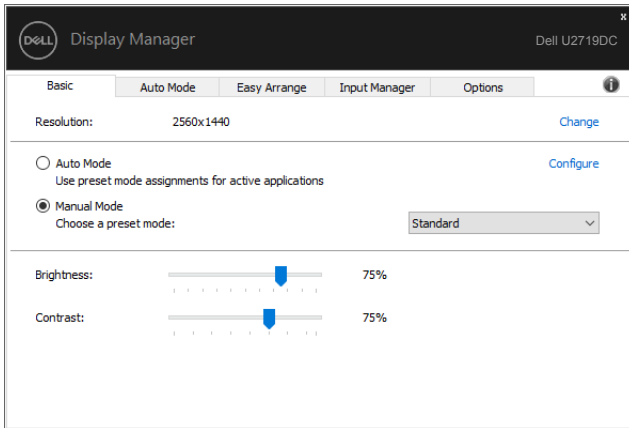 x
DELL Display Manager Dell U2719DC
Basic Auto Mode Easy Arrange Input Manager Options i
Resolution: 2560x1440 Change
Auto Mode Configure
Use preset mode assignments for active applications
Manual Mode
Choose a preset mode: Standard
Brightness: 75%
Contrast: 75%